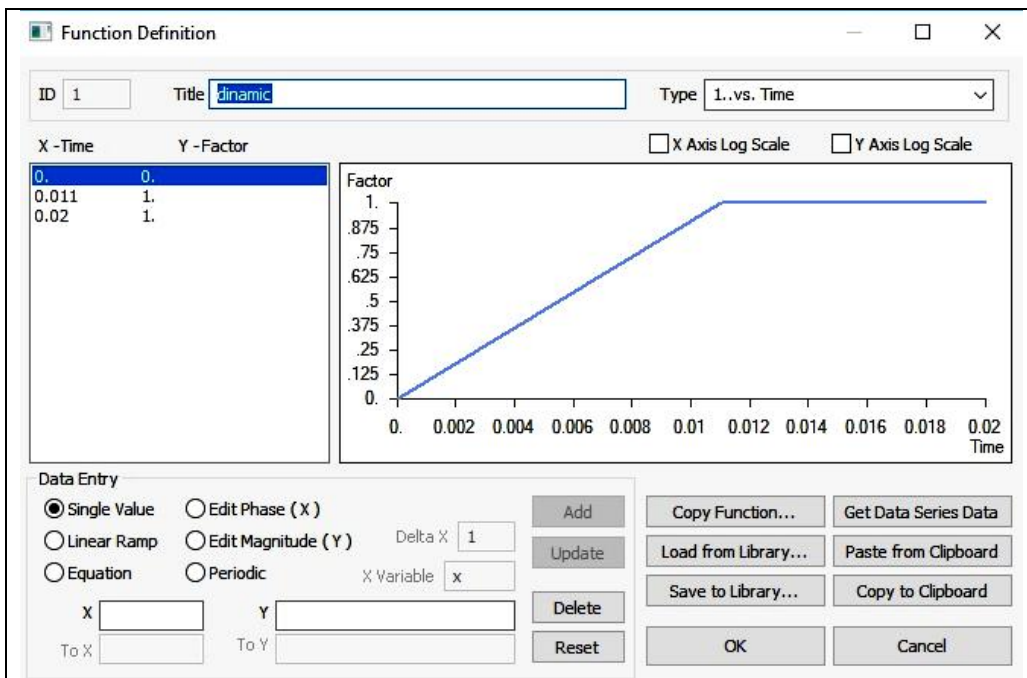 Function Definition
ID 1 Title dinamic Type 1..vs. Time
X -Time Y -Factor X Axis Log Scale Y Axis Log Scale
0. 0.
0.011 1.
0.02 1.
Factor
1.
.875
.75
.625
.5
.375
.25
.125
0.
0. 0.002 0.004 0.006 0.008 0.01 0.012 0.014 0.016 0.018 0.02
Time
Data Entry
Single Value Edit Phase ( X ) Add Copy Function... Get Data Series Data
Linear Ramp Edit Magnitude ( Y ) Delta X 1 Update Load from Library... Paste from Clipboard
Equation Periodic X Variable x Save to Library... Copy to Clipboard
X Y Delete
To X To Y Reset OK Cancel